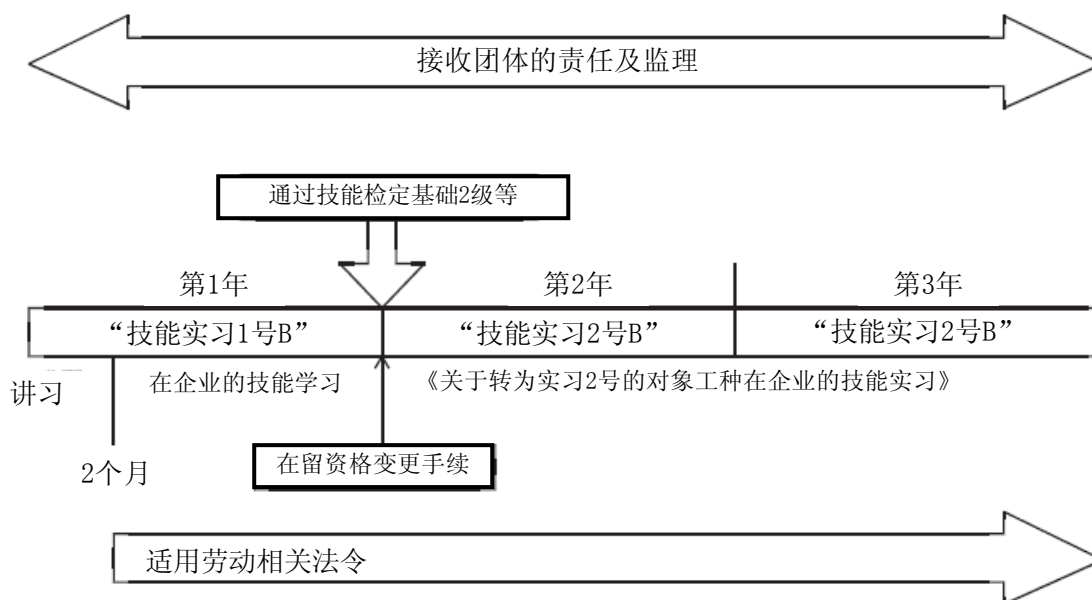 接收团体的责任及监理
通过技能检定基础2级等
第1年
第2年
第3年
“技能实习1号B”
“技能实习2号B”
“技能实习2号B”
讲习
在企业的技能学习
《关于转为实习2号的对象工种在企业的技能实习》
2个月
在留资格变更手续
适用劳动相关法令